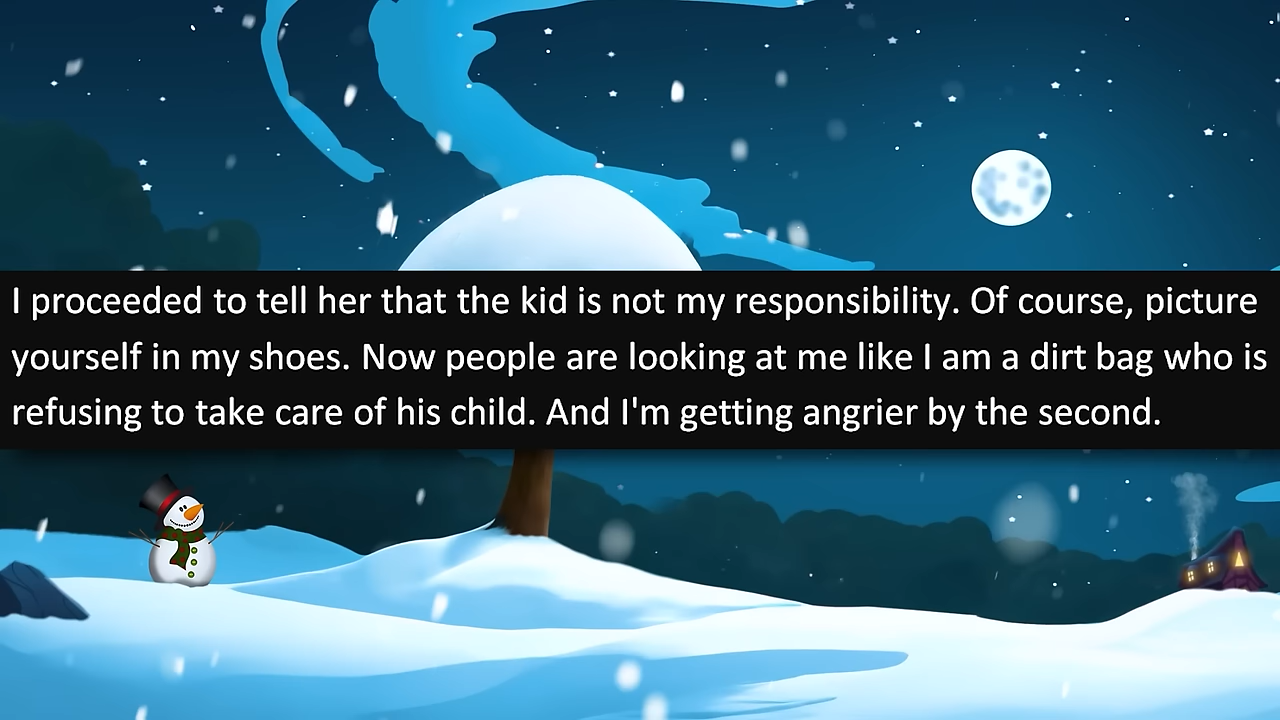 I proceeded to tell her that the kid is not my responsibility. Of course, picture
yourself in my shoes. Now people are looking at me like I am a dirt bag who is
refusing to take care of his child. And I'm getting angrier by the second.